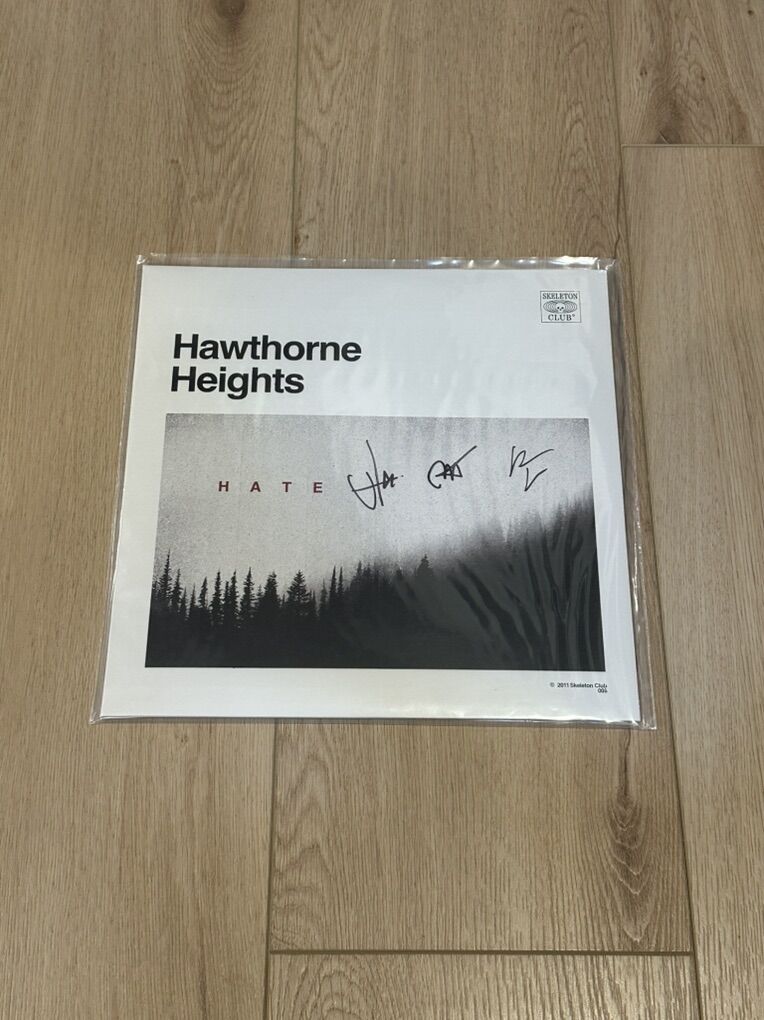 SKELETON
CLUB®
Hawthorne
Heights
HATE
© 2011 Skeleton Club